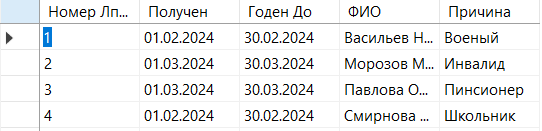 Номер Лп... Получен Годен До ФИО Причина
1 01.02.2024 30.02.2024 Васильев Н... Военый
2 01.03.2024 30.03.2024 Морозов М... Инвалид
3 01.03.2024 30.03.2024 Павлова О... Пинсионер
4 01.02.2024 30.02.2024 Смирнова ... Школьник